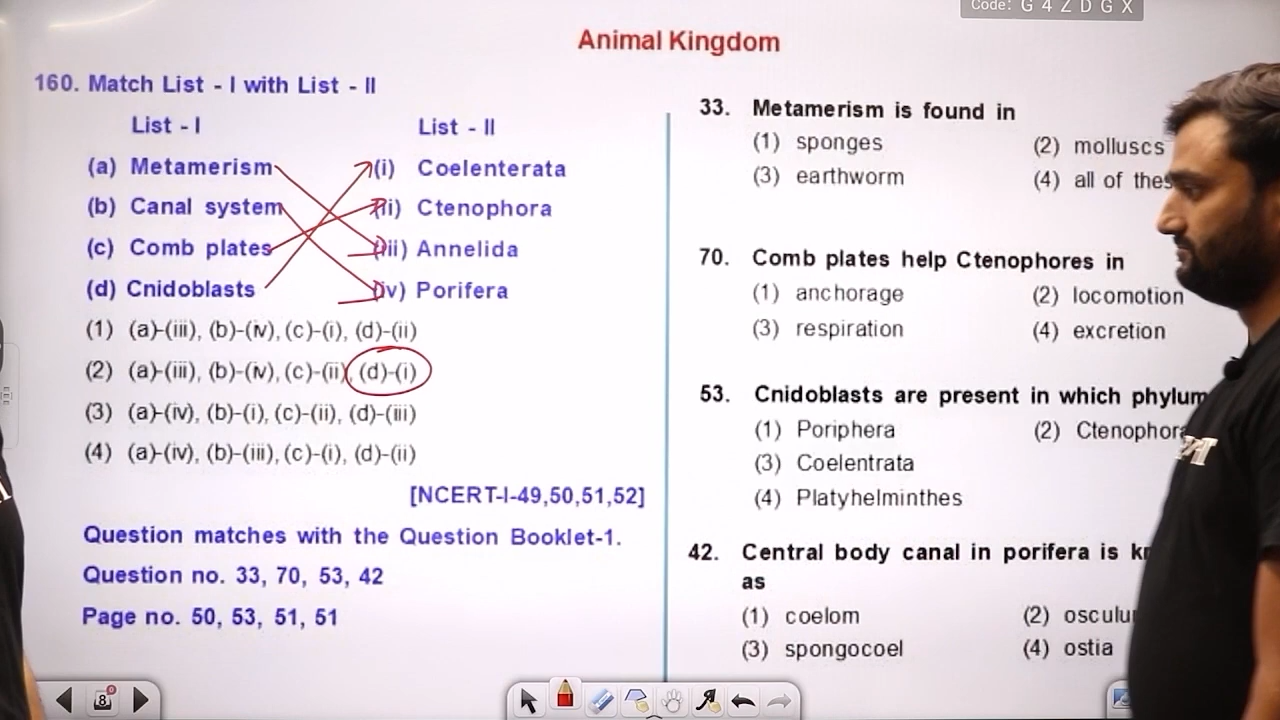 Code: G 4 Z D G X
Animal Kingdom
160. Match List - I with List - II
List - I List - II
(a) Metamerism (i) Coelenterata
(b) Canal system (ii) Ctenophora
(c) Comb plates (iii) Annelida
(d) Cnidoblasts (iv) Porifera
(1) (a)-(iii), (b)-(iv), (c)-(i), (d)-(ii)
(2) (a)-(iii), (b)-(iv), (c)-(ii), (d)-(i)
(3) (a)-(iv), (b)-(i), (c)-(ii), (d)-(iii)
(4) (a)-(iv), (b)-(iii), (c)-(i), (d)-(ii)
[NCERT-I-49,50,51,52]
Question matches with the Question Booklet-1.
Question no. 33, 70, 53, 42
Page no. 50, 53, 51, 51
33. Metamerism is found in
(1) sponges (2) molluscs
(3) earthworm (4) all of
70. Comb plates help Ctenophores in
(1) anchorage (2) locomotion
(3) respiration (4) excretion
53. Cnidoblasts are present in which phylum
(1) Poriphera (2)
(3) Coelentrata
(4) Platyhelminthes
42. Central body canal in porifera is
as
(1) coelom (2)
(3) spongocoel (4) ostia
8